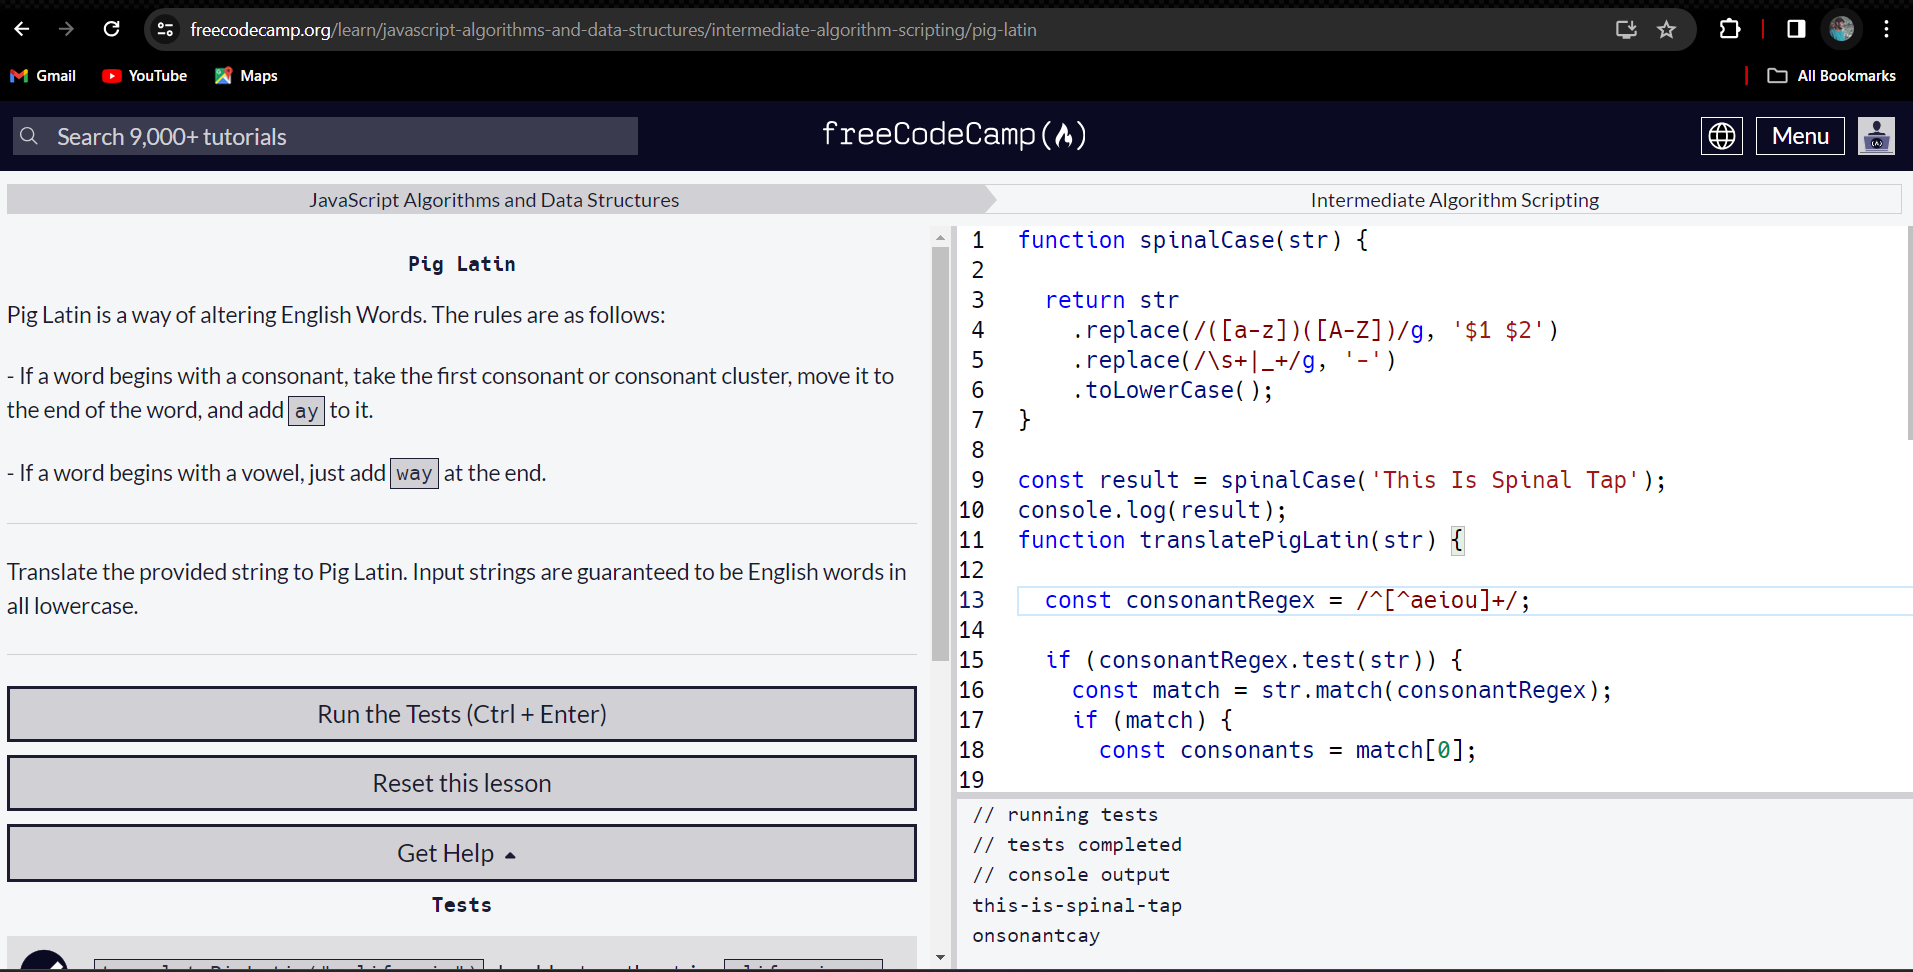 freecodecamp.org/learn/javascript-algorithms-and-data-structures/intermediate-algorithm-scripting/pig-latin
Gmail YouTube Maps All Bookmarks
Search 9,000+ tutorials
freeCodeCamp(🔥)
Menu
JavaScript Algorithms and Data Structures
Intermediate Algorithm Scripting
Pig Latin
Pig Latin is a way of altering English Words. The rules are as follows:
- If a word begins with a consonant, take the first consonant or consonant cluster, move it to
the end of the word, and add ay to it.
- If a word begins with a vowel, just add way at the end.
Translate the provided string to Pig Latin. Input strings are guaranteed to be English words in
all lowercase.
Run the Tests (Ctrl + Enter)
Reset this lesson
Get Help
Tests
1 function spinalCase(str) {
2
3 return str
4 .replace(/([a-z])([A-Z])/g, '$1 $2')
5 .replace(/\s+|_+/g, '-')
6 .toLowerCase();
7 }
8
9 const result = spinalCase('This Is Spinal Tap');
10 console.log(result);
11 function translatePigLatin(str) {
12
13 const consonantRegex = /^[^aeiou]+/;
14
15 if (consonantRegex.test(str)) {
16 const match = str.match(consonantRegex);
17 if (match) {
18 const consonants = match[0];
19
// running tests
// tests completed
// console output
this-is-spinal-tap
onsonantcay